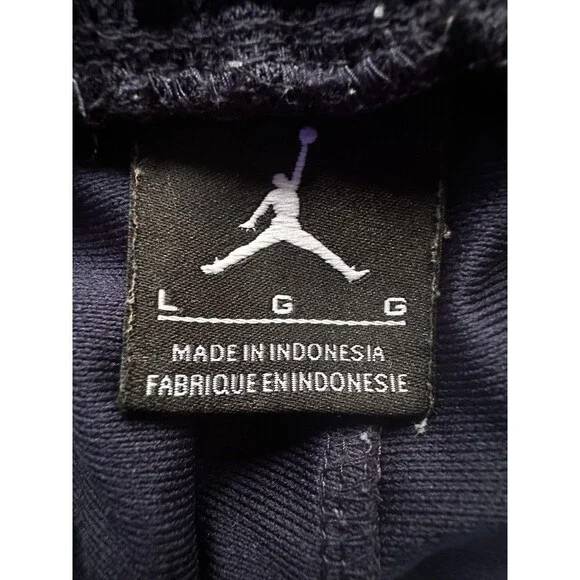 L G G
MADE IN INDONESIA
FABRIQUE EN INDONESIE